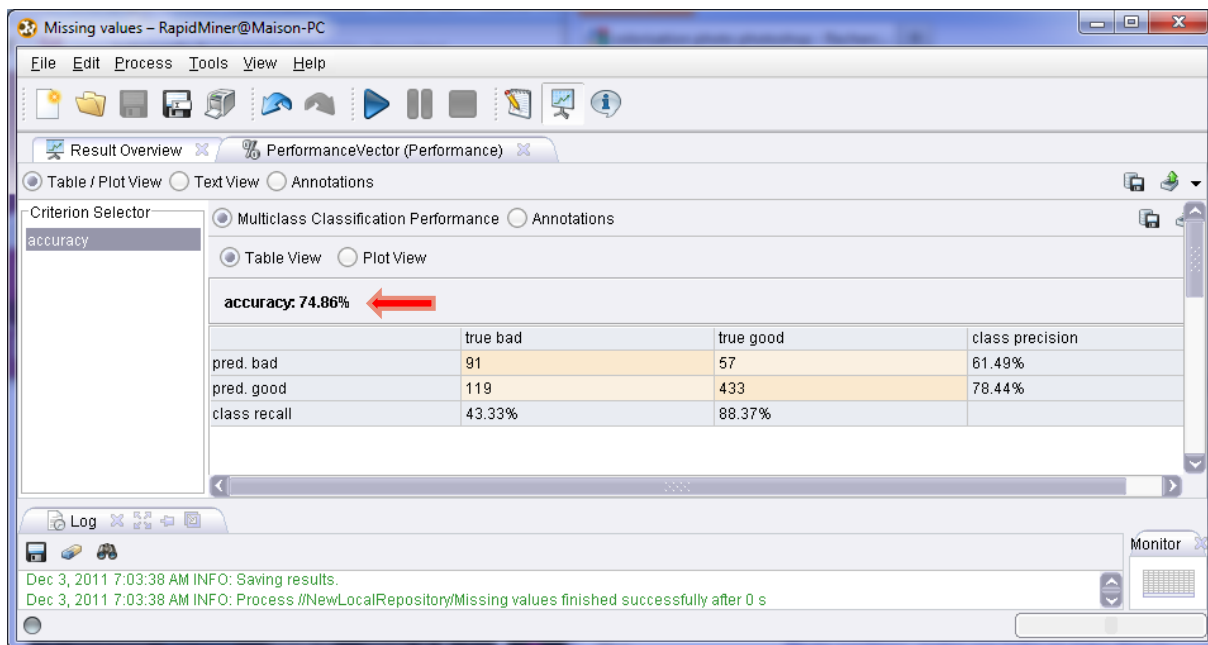 Missing values – RapidMiner@Maison-PC
File Edit Process Tools View Help
Result Overview PerformanceVector (Performance)
Table / Plot View Text View Annotations
Criterion Selector
accuracy
Multiclass Classification Performance Annotations
Table View Plot View
accuracy: 74.86%
true bad true good class precision
pred. bad 91 57 61.49%
pred. good 119 433 78.44%
class recall 43.33% 88.37%
Log
Monitor
Dec 3, 2011 7:03:38 AM INFO: Saving results.
Dec 3, 2011 7:03:38 AM INFO: Process //NewLocalRepository/Missing values finished successfully after 0 s